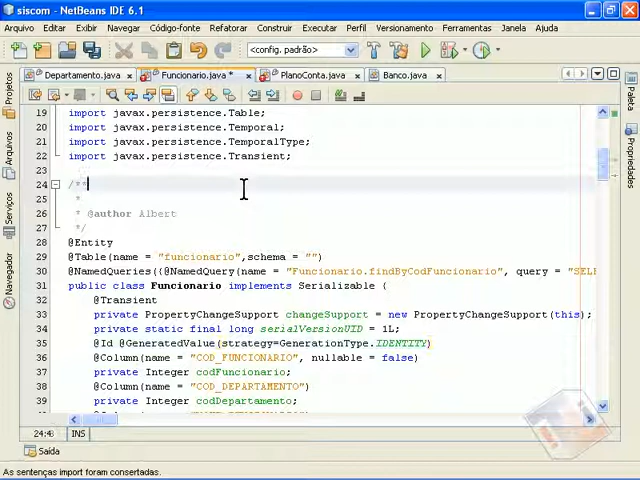 siscom - NetBeans IDE 6.1
Arquivo Editar Exibir Navegar Código-fonte Refatorar Construir Executar Perfil Versionamento Ferramentas Janela Ajuda
<config. padrão>
Departamento.java Funcionario.java * PlanoConta.java Banco.java
Projetos
Arquivos
Serviços
Navegador
Paleta
Propriedades
19 import javax.persistence.Table;
20 import javax.persistence.Temporal;
21 import javax.persistence.TemporalType;
22 import javax.persistence.Transient;
23
24 /**
25 *
26 * @author Albert
27 */
28 @Entity
29 @Table(name = "funcionario",schema = "")
30 @NamedQueries({@NamedQuery(name = "Funcionario.findByCodFuncionario", query = "SELE
31 public class Funcionario implements Serializable {
32 @Transient
33 private PropertyChangeSupport changeSupport = new PropertyChangeSupport(this);
34 private static final long serialVersionUID = 1L;
35 @Id @GeneratedValue(strategy=GenerationType.IDENTITY)
36 @Column(name = "COD_FUNCIONARIO", nullable = false)
37 private Integer codFuncionario;
38 @Column(name = "COD_DEPARTAMENTO")
39 private Integer codDepartamento;
INS
Saída
As sentenças import foram consertadas.